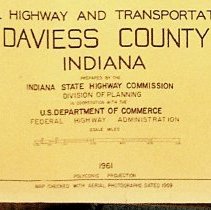 HIGHWAY AND TRANSPORTAT
DAVIESS COUNTY
INDIANA
PREPARED BY THE
INDIANA STATE HIGHWAY COMMISSION
DIVISION OF PLANNING
IN COOPERATION WITH THE
U.S. DEPARTMENT OF COMMERCE
FEDERAL HIGHWAY ADMINISTRATION
SCALE MILES
1961
POLYCONIC PROJECTION
MAP CHECKED WITH AERIAL PHOTOGRAPHS DATED